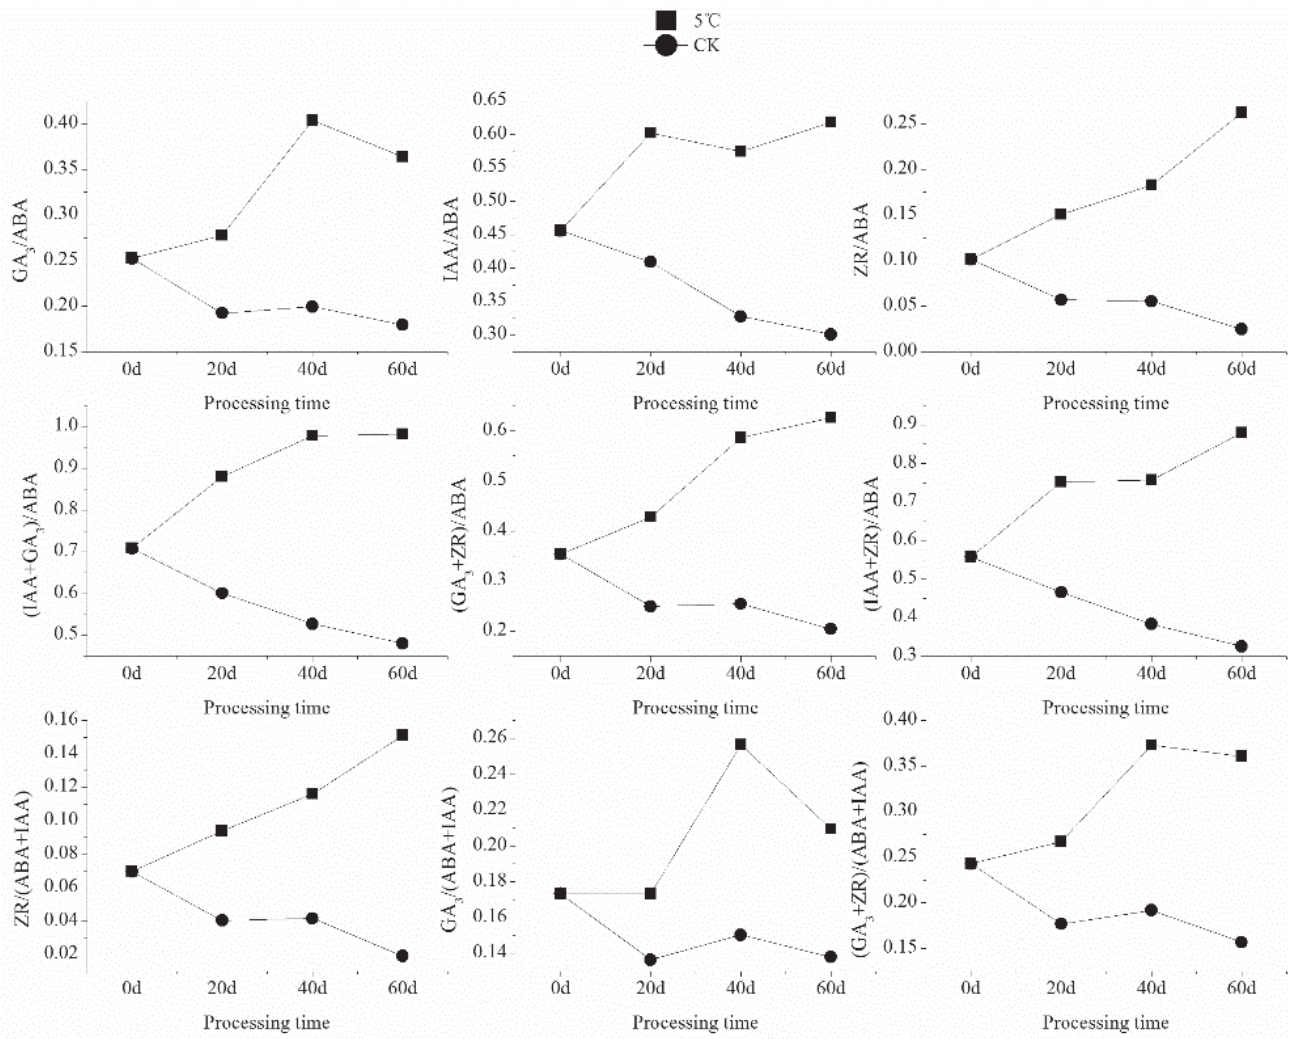 5℃
CK
GA3/ABA
0.40
0.35
0.30
0.25
0.20
0.15
0d 20d 40d 60d
Processing time
IAA/ABA
0.65
0.60
0.55
0.50
0.45
0.40
0.35
0.30
0d 20d 40d 60d
Processing time
ZR/ABA
0.25
0.20
0.15
0.10
0.05
0.00
0d 20d 40d 60d
Processing time
(IAA+GA3)/ABA
1.0
0.9
0.8
0.7
0.6
0.5
0d 20d 40d 60d
Processing time
(GA3+ZR)/ABA
0.6
0.5
0.4
0.3
0.2
0d 20d 40d 60d
Processing time
(IAA+ZR)/ABA
0.9
0.8
0.7
0.6
0.5
0.4
0.3
0d 20d 40d 60d
Processing time
ZR/(ABA+IAA)
0.16
0.14
0.12
0.10
0.08
0.06
0.04
0.02
0d 20d 40d 60d
Processing time
GA3/(ABA+IAA)
0.26
0.24
0.22
0.20
0.18
0.16
0.14
0d 20d 40d 60d
Processing time
(GA3+ZR)/(ABA+IAA)
0.40
0.35
0.30
0.25
0.20
0.15
0d 20d 40d 60d
Processing time